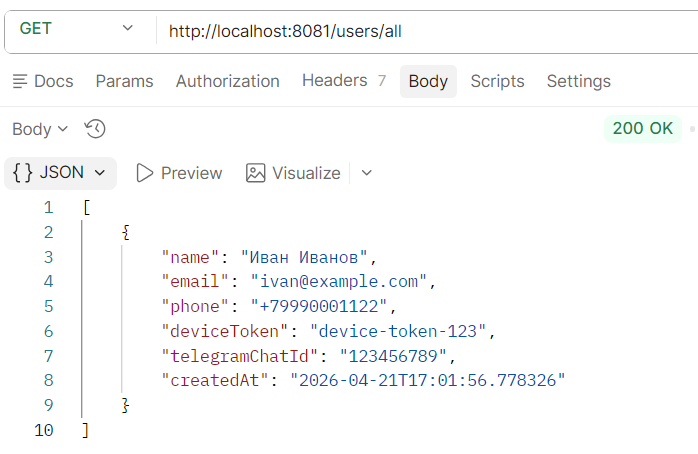 GET http://localhost:8081/users/all
Docs Params Authorization Headers 7 Body Scripts Settings
Body 200 OK
{} JSON Preview Visualize
1 [
2 {
3 "name": "Иван Иванов",
4 "email": "ivan@example.com",
5 "phone": "+79990001122",
6 "deviceToken": "device-token-123",
7 "telegramChatId": "123456789",
8 "createdAt": "2026-04-21T17:01:56.778326"
9 }
10 ]